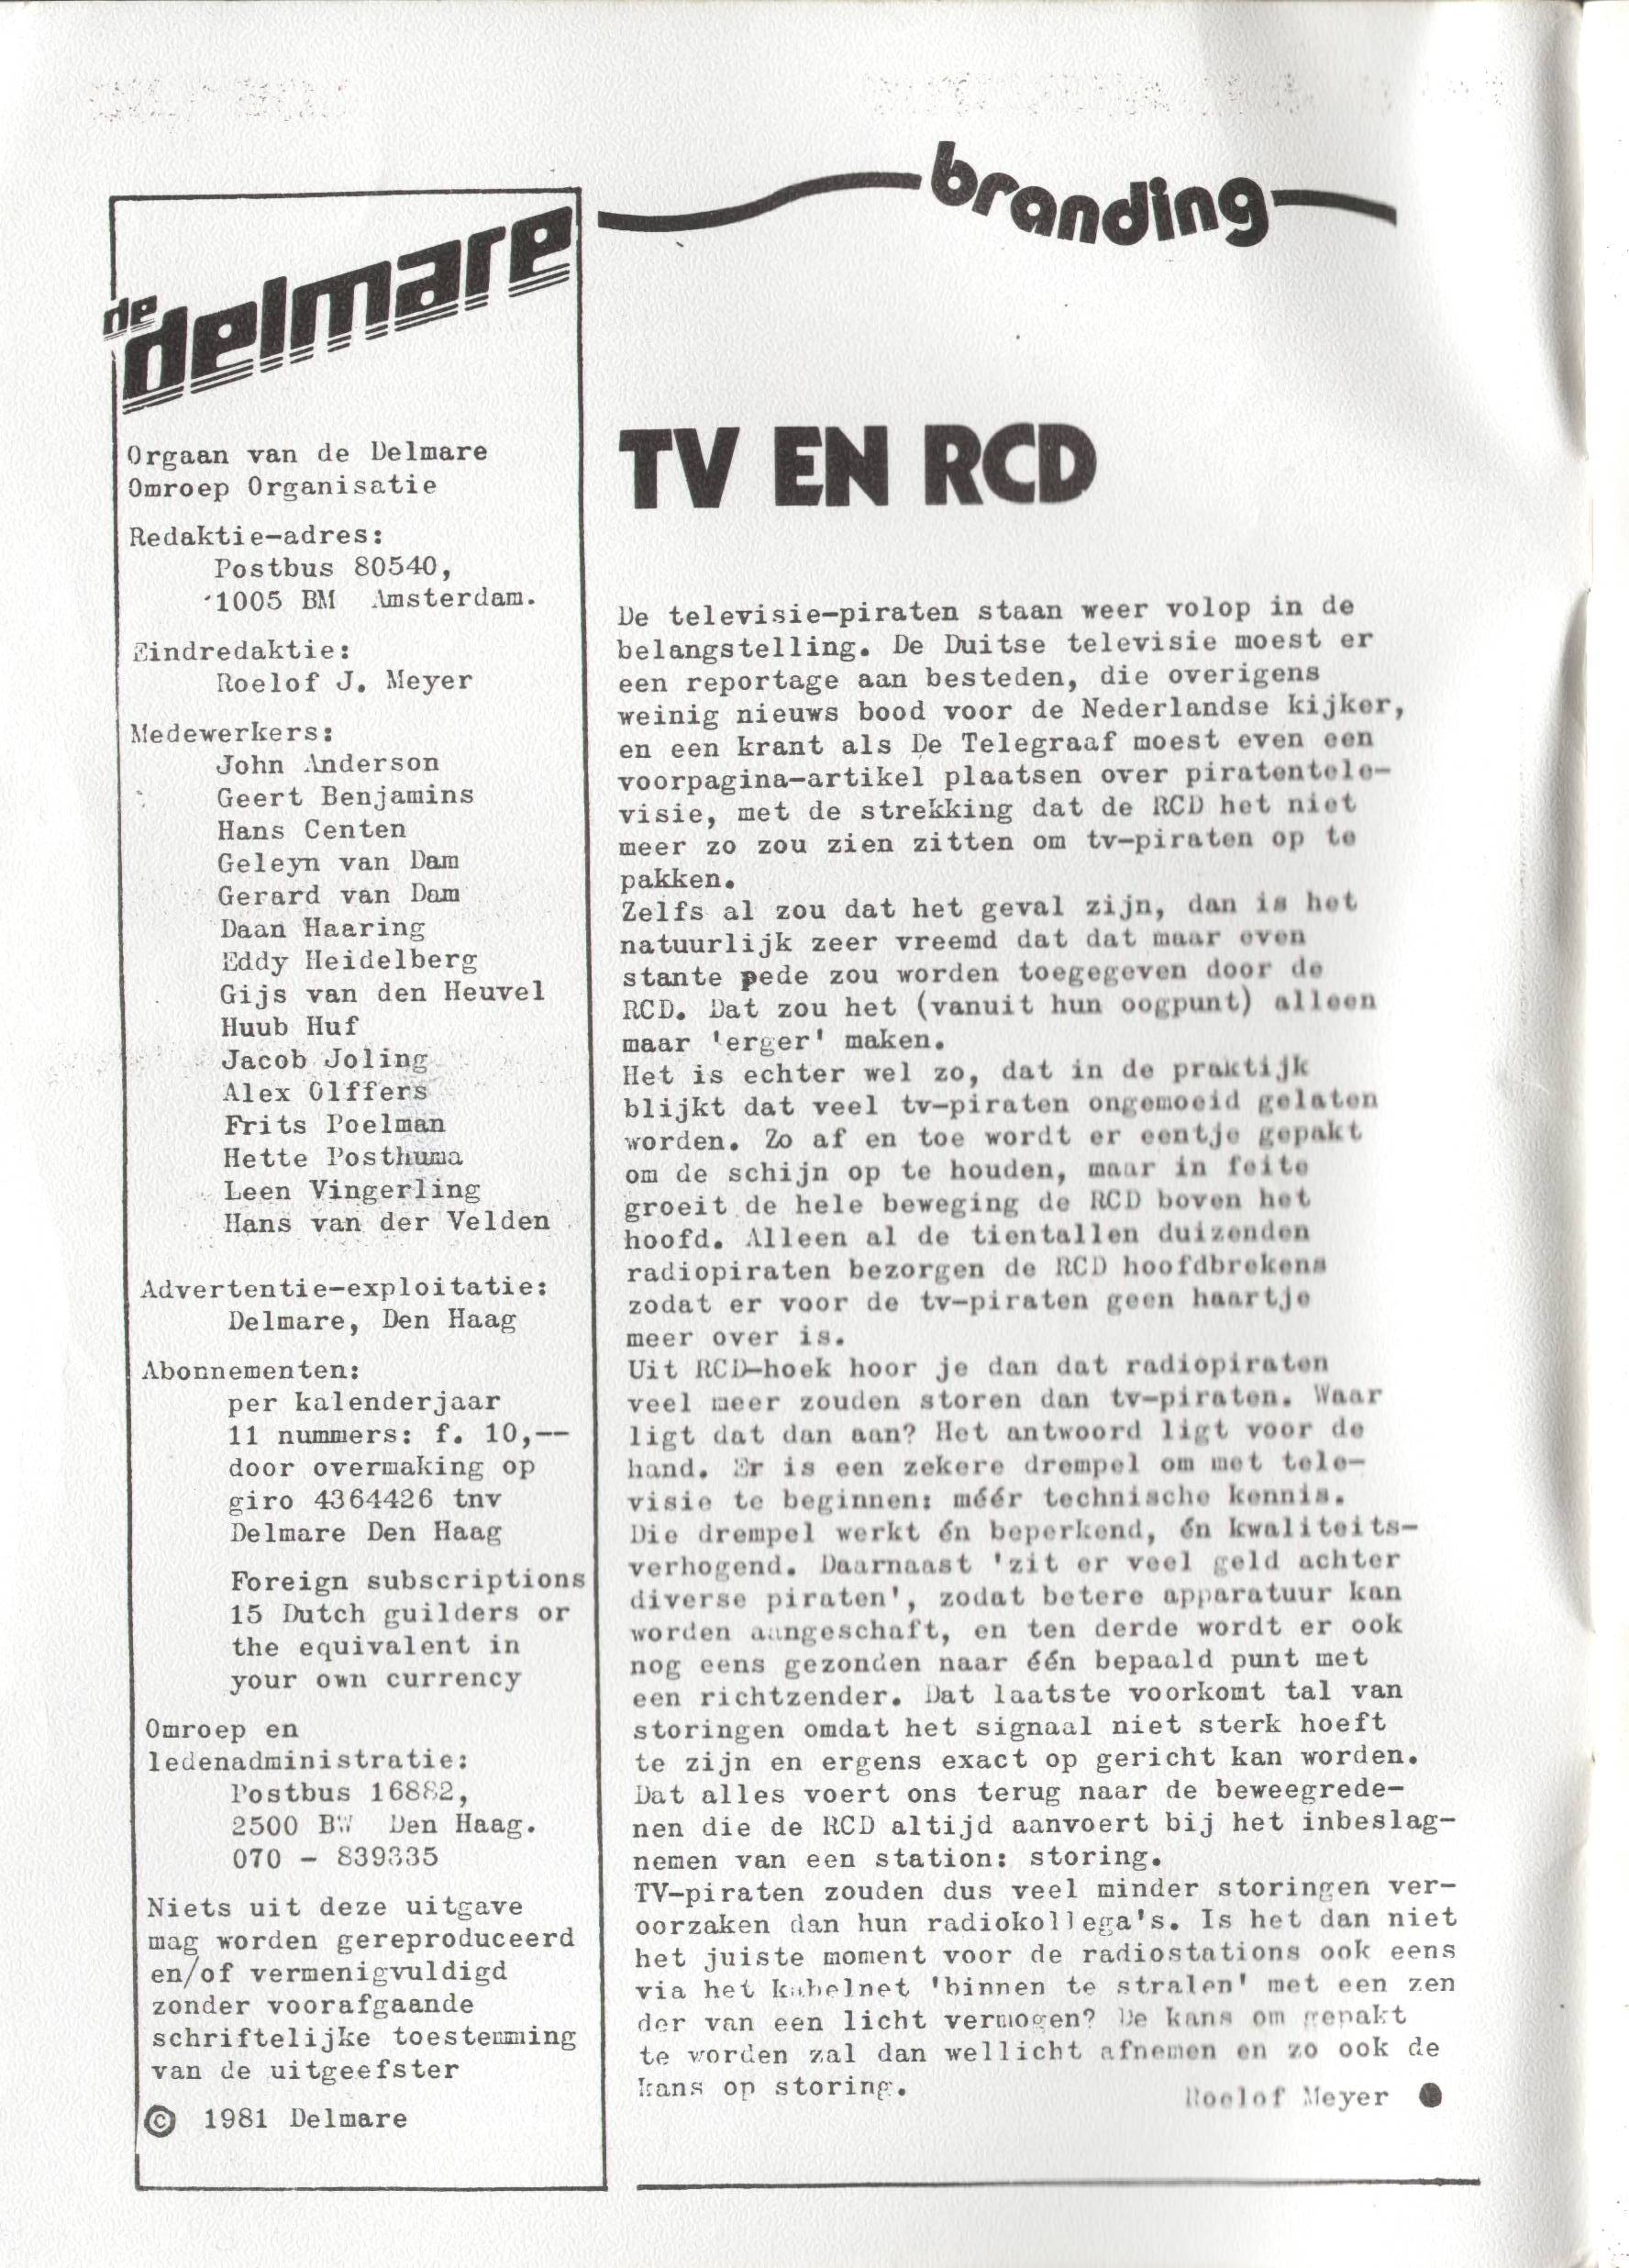 de delmare
Orgaan van de Delmare
Omroep Organisatie
Redaktie-adres:
Postbus 80540,
1005 BM Amsterdam.
Eindredaktie:
Roelof J. Meyer
Medewerkers:
John Anderson
Geert Benjamins
Hans Centen
Geleyn van Dam
Gerard van Dam
Daan Haaring
Eddy Heidelberg
Gijs van den Heuvel
Huub Huf
Jacob Joling
Alex Olffers
Frits Poelman
Hette Posthuma
Leen Vingerling
Hans van der Velden
Advertentie-exploitatie:
Delmare, Den Haag
Abonnementen:
per kalenderjaar
11 nummers: f. 10,--
door overmaking op
giro 4364426 tnv
Delmare Den Haag
Foreign subscriptions
15 Dutch guilders or
the equivalent in
your own currency
Omroep en
ledenadministratie:
Postbus 16882,
2500 BW Den Haag.
070 - 839335
Niets uit deze uitgave
mag worden gereproduceerd
en/of vermenigvuldigd
zonder voorafgaande
schriftelijke toestemming
van de uitgeefster
© 1981 Delmare
branding
TV EN RCD
De televisie-piraten staan weer volop in de
belangstelling. De Duitse televisie moest er
een reportage aan besteden, die overigens
weinig nieuws bood voor de Nederlandse kijker,
en een krant als De Telegraaf moest even een
voorpagina-artikel plaatsen over piratentele-
visie, met de strekking dat de RCD het niet
meer zo zou zien zitten om tv-piraten op te
pakken.
Zelfs al zou dat het geval zijn, dan is het
natuurlijk zeer vreemd dat dat maar even
stante pede zou worden toegegeven door de
RCD. Dat zou het (vanuit hun oogpunt) alleen
maar 'erger' maken.
Het is echter wel zo, dat in de praktijk
blijkt dat veel tv-piraten ongemoeid gelaten
worden. Zo af en toe wordt er eentje gepakt
om de schijn op te houden, maar in feite
groeit de hele beweging de RCD boven het
hoofd. Alleen al de tientallen duizenden
radiopiraten bezorgen de RCD hoofdbrekens
zodat er voor de tv-piraten geen haartje
meer over is.
Uit RCD-hoek hoor je dan dat radiopiraten
veel meer zouden storen dan tv-piraten. Waar
ligt dat dan aan? Het antwoord ligt voor de
hand. Er is een zekere drempel om met tele-
visie te beginnen: méér technische kennis.
Die drempel werkt én beperkend, én kwaliteits-
verhogend. Daarnaast 'zit er veel geld achter
diverse piraten', zodat betere apparatuur kan
worden aangeschaft, en ten derde wordt er ook
nog eens gezonden naar één bepaald punt met
een richtzender. Dat laatste voorkomt tal van
storingen omdat het signaal niet sterk hoeft
te zijn en ergens exact op gericht kan worden.
Dat alles voert ons terug naar de beweegrede-
nen die de RCD altijd aanvoert bij het inbeslag-
nemen van een station: storing.
TV-piraten zouden dus veel minder storingen ver-
oorzaken dan hun radiokollega's. Is het dan niet
het juiste moment voor de radiostations ook eens
via het kabelnet 'binnen te stralen' met een zen
der van een licht vermogen? De kans om gepakt
te worden zal dan wellicht afnemen en zo ook de
kans op storing.
Roelof Meyer